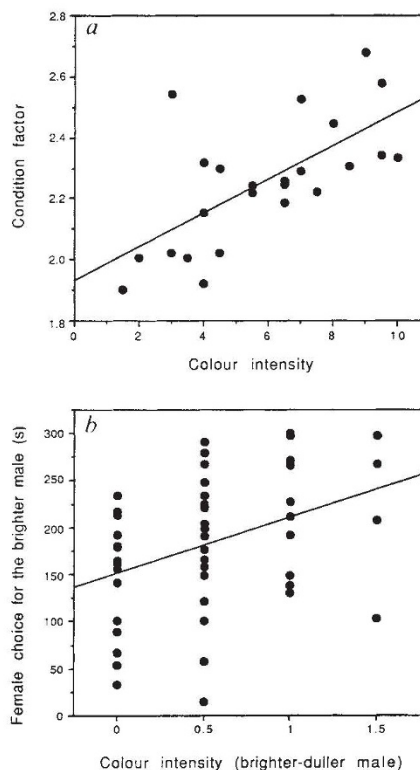 a
2.8
2.6
2.4
2.2
2.0
1.8
Condition factor
0 2 4 6 8 10
Colour intensity
b
300
250
200
150
100
50
0
Female choice for the brighter male (s)
0 0.5 1 1.5
Colour intensity (brighter-duller male)